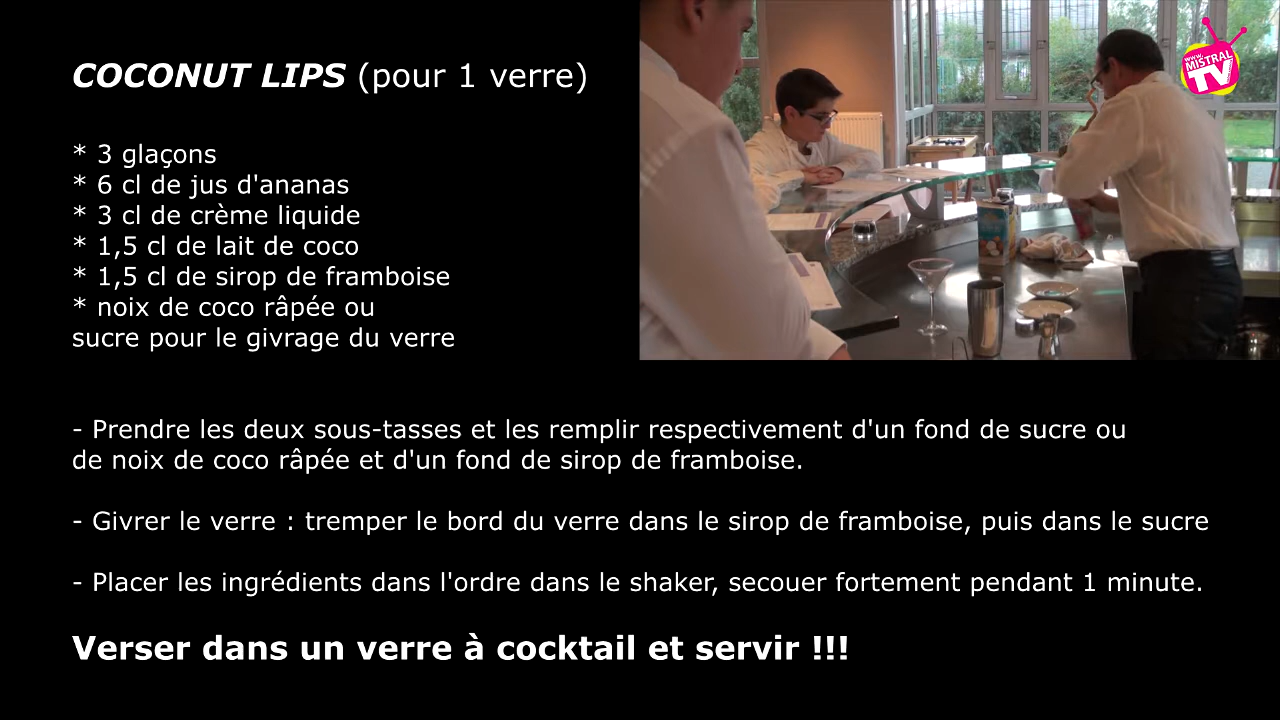 COCONUT LIPS (pour 1 verre)
* 3 glaçons
* 6 cl de jus d'ananas
* 3 cl de crème liquide
* 1,5 cl de lait de coco
* 1,5 cl de sirop de framboise
* noix de coco râpée ou
sucre pour le givrage du verre
www.
MISTRAL
TV
- Prendre les deux sous-tasses et les remplir respectivement d'un fond de sucre ou
de noix de coco râpée et d'un fond de sirop de framboise.
- Givrer le verre : tremper le bord du verre dans le sirop de framboise, puis dans le sucre
- Placer les ingrédients dans l'ordre dans le shaker, secouer fortement pendant 1 minute.
Verser dans un verre à cocktail et servir !!!